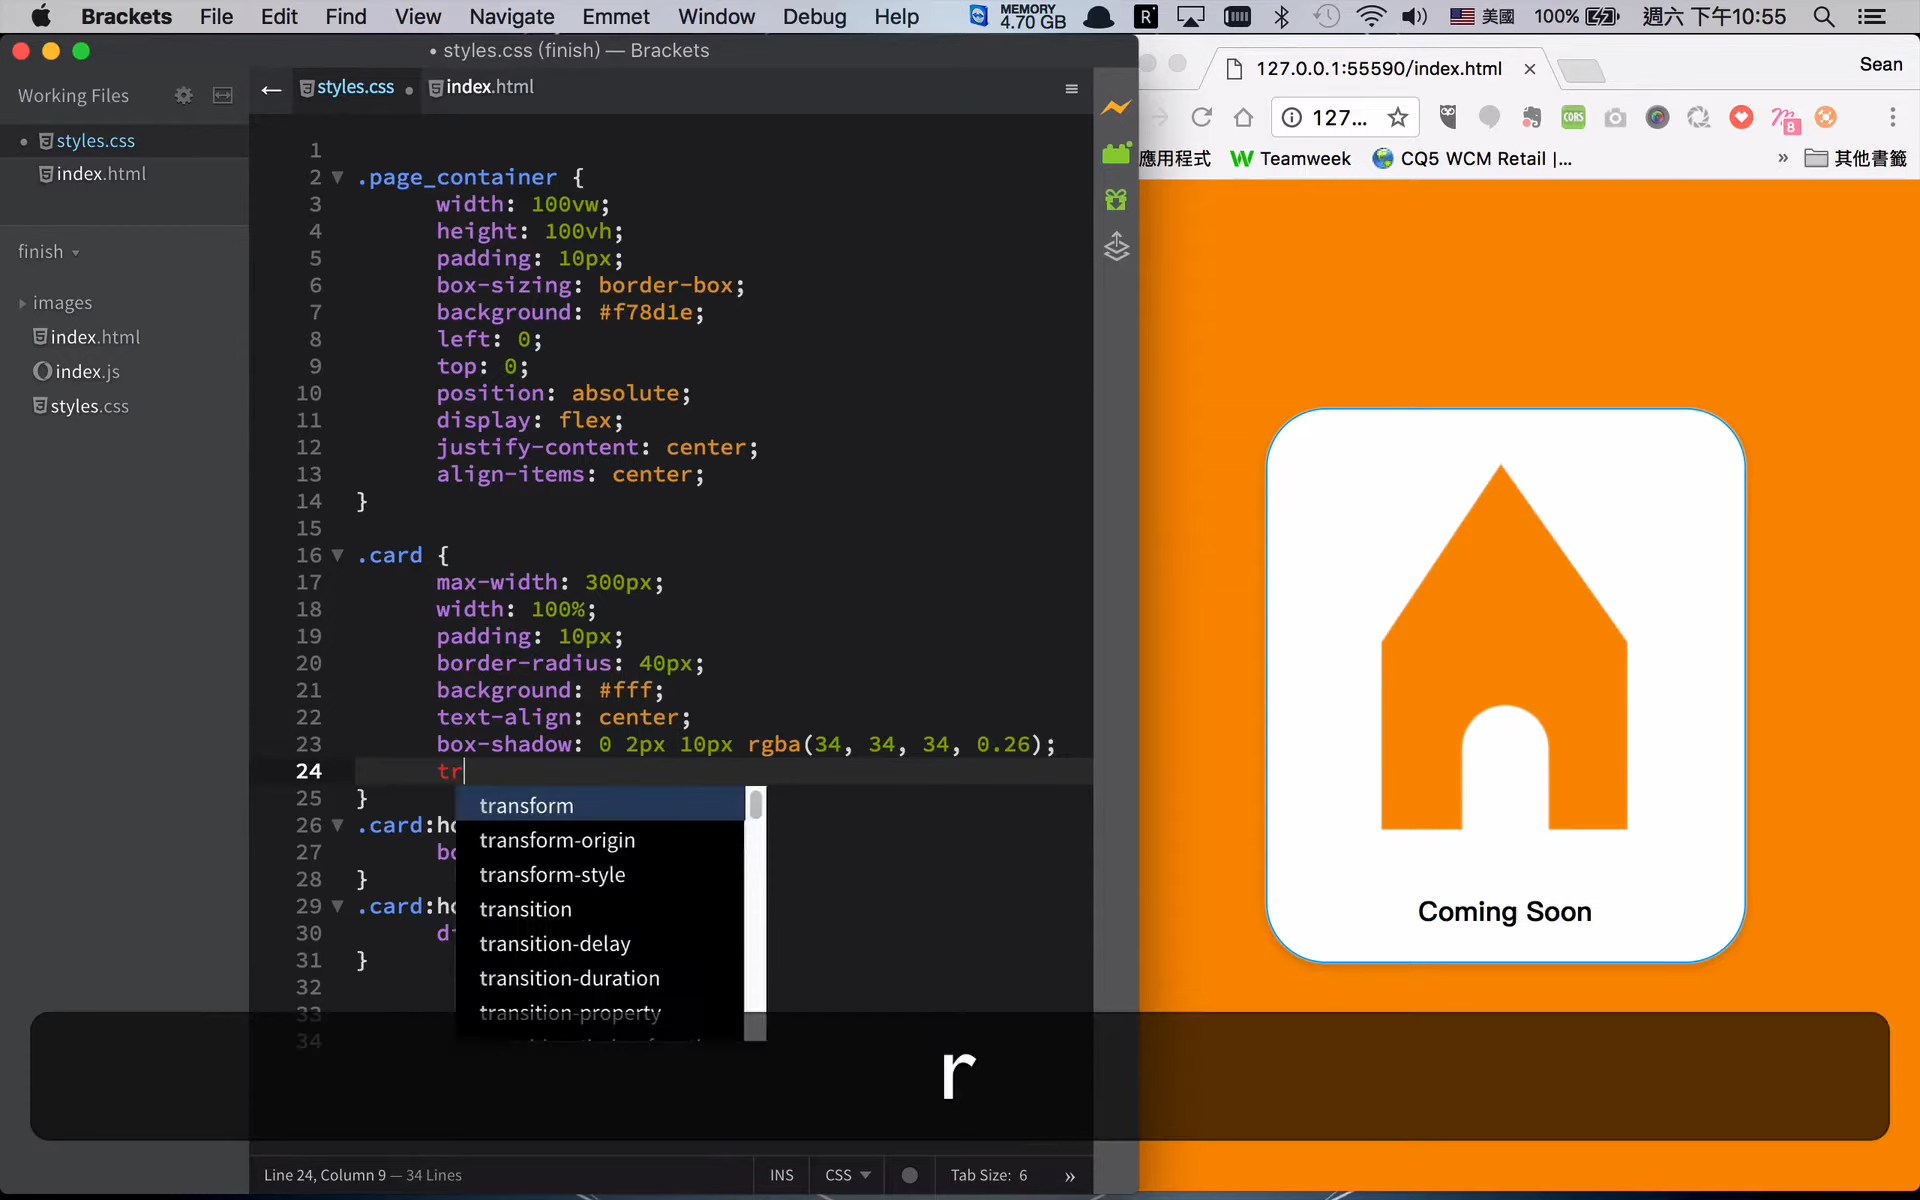 Brackets File Edit Find View Navigate Emmet Window Debug Help MEMORY 4.70 GB 美國 100% 週六 下午10:55
• styles.css (finish) — Brackets
Working Files
styles.css
index.html
finish
images
index.html
index.js
styles.css
styles.css index.html
1
2 .page_container {
3 width: 100vw;
4 height: 100vh;
5 padding: 10px;
6 box-sizing: border-box;
7 background: #f78d1e;
8 left: 0;
9 top: 0;
10 position: absolute;
11 display: flex;
12 justify-content: center;
13 align-items: center;
14 }
15
16 .card {
17 max-width: 300px;
18 width: 100%;
19 padding: 10px;
20 border-radius: 40px;
21 background: #fff;
22 text-align: center;
23 box-shadow: 0 2px 10px rgba(34, 34, 34, 0.26);
24 tr
25 }
26 .card:ho
27 bo
28 }
29 .card:ho
30 di
31 }
32
33
34
transform
transform-origin
transform-style
transition
transition-delay
transition-duration
transition-property
r
Line 24, Column 9 — 34 Lines INS CSS Tab Size: 6 »
127.0.0.1:55590/index.html Sean
127... CORS 8
應用程式 Teamweek CQ5 WCM Retail |... » 其他書籤
Coming Soon